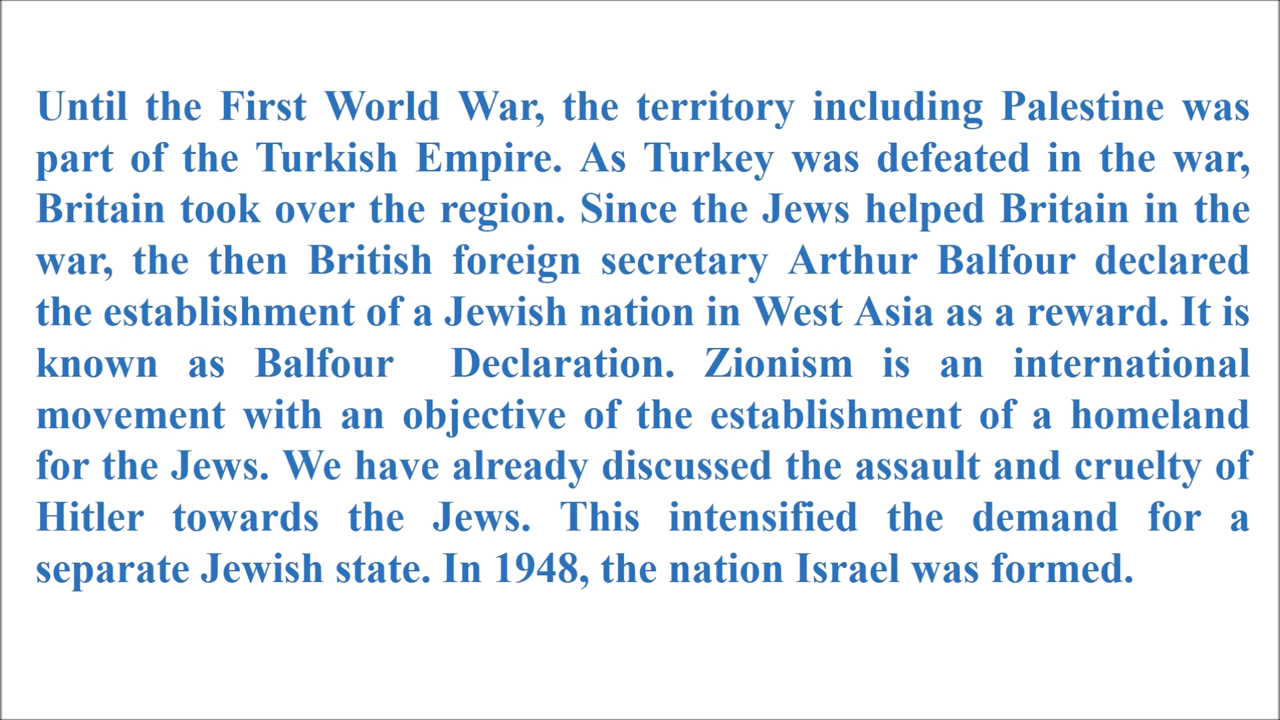 Until the First World War, the territory including Palestine was
part of the Turkish Empire. As Turkey was defeated in the war,
Britain took over the region. Since the Jews helped Britain in the
war, the then British foreign secretary Arthur Balfour declared
the establishment of a Jewish nation in West Asia as a reward. It is
known as Balfour Declaration. Zionism is an international
movement with an objective of the establishment of a homeland
for the Jews. We have already discussed the assault and cruelty of
Hitler towards the Jews. This intensified the demand for a
separate Jewish state. In 1948, the nation Israel was formed.